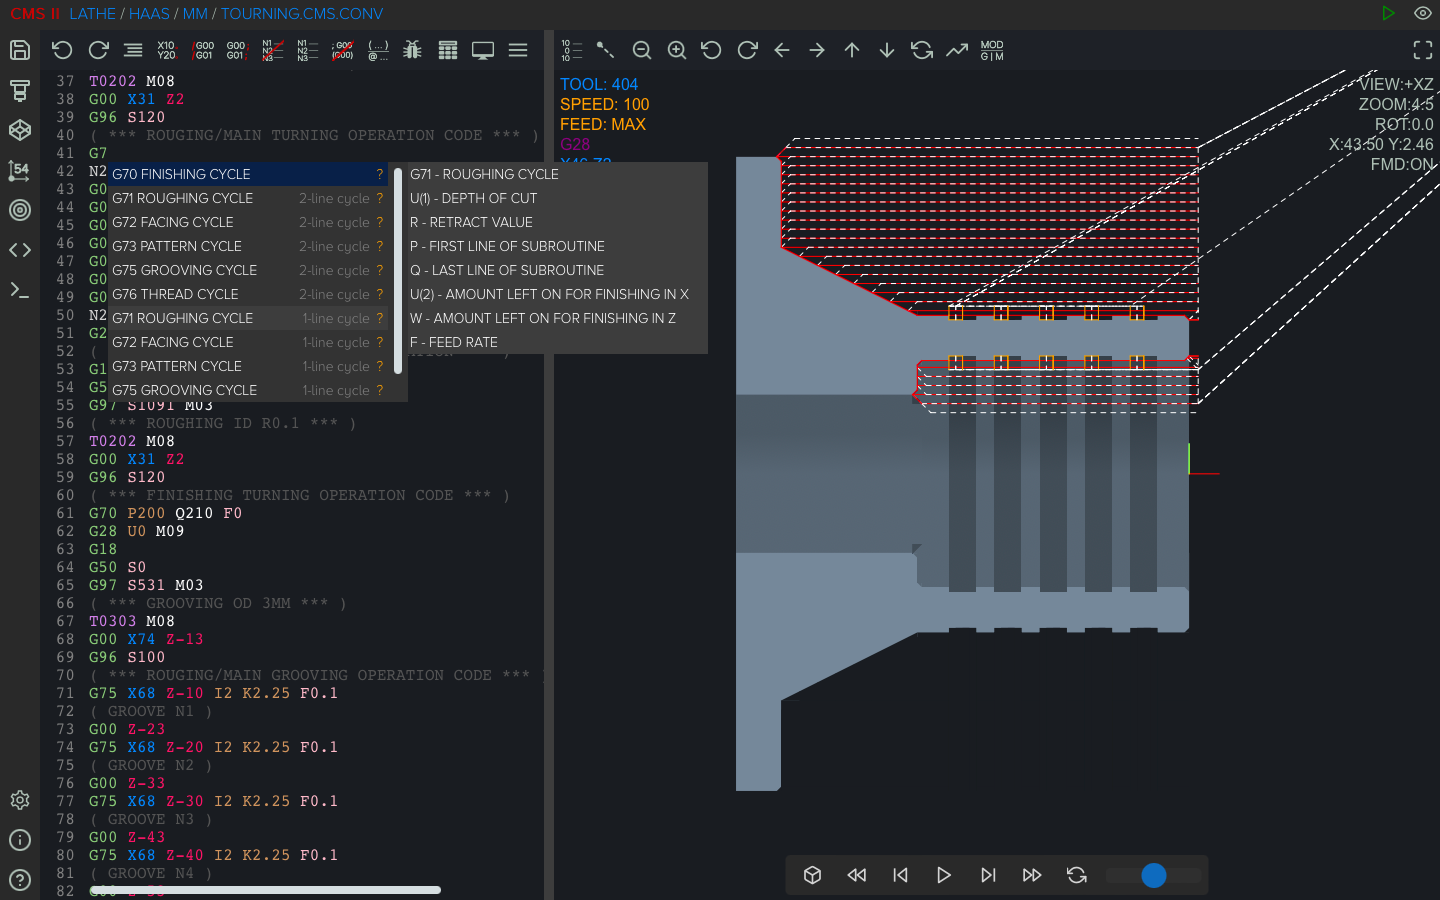 CMS II LATHE / HAAS / MM / TOURNING.CMS.CONV
X10 Y20
G00 G01
G00 G01
N1 N2 N3
N1 N2 N3
; G00 (G00)
(...) @...
10 10 10
MOD G|M
37 T0202 M08
38 G00 X31 Z2
39 G96 S120
40 ( *** ROUGING/MAIN TURNING OPERATION CODE *** )
41 G7
42 N2
43 G0
44 G0
45 G0
46 G0
47 G0
48 G0
49 G0
50 N2
51 G2
52 (
53 G1
54 G5
55 G97 S1091 M03
56 ( *** ROUGHING ID R0.1 *** )
57 T0202 M08
58 G00 X31 Z2
59 G96 S120
60 ( *** FINISHING TURNING OPERATION CODE *** )
61 G70 P200 Q210 F0
62 G28 U0 M09
63 G18
64 G50 S0
65 G97 S531 M03
66 ( *** GROOVING OD 3MM *** )
67 T0303 M08
68 G00 X74 Z-13
69 G96 S100
70 ( *** ROUGING/MAIN GROOVING OPERATION CODE ***
71 G75 X68 Z-10 I2 K2.25 F0.1
72 ( GROOVE N1 )
73 G00 Z-23
74 G75 X68 Z-20 I2 K2.25 F0.1
75 ( GROOVE N2 )
76 G00 Z-33
77 G75 X68 Z-30 I2 K2.25 F0.1
78 ( GROOVE N3 )
79 G00 Z-43
80 G75 X68 Z-40 I2 K2.25 F0.1
81 ( GROOVE N4 )
82
G70 FINISHING CYCLE ?
G71 ROUGHING CYCLE 2-line cycle ?
G72 FACING CYCLE 2-line cycle ?
G73 PATTERN CYCLE 2-line cycle ?
G75 GROOVING CYCLE 2-line cycle ?
G76 THREAD CYCLE 2-line cycle ?
G71 ROUGHING CYCLE 1-line cycle ?
G72 FACING CYCLE 1-line cycle ?
G73 PATTERN CYCLE 1-line cycle ?
G75 GROOVING CYCLE 1-line cycle ?
G71 - ROUGHING CYCLE
U(1) - DEPTH OF CUT
R - RETRACT VALUE
P - FIRST LINE OF SUBROUTINE
Q - LAST LINE OF SUBROUTINE
U(2) - AMOUNT LEFT ON FOR FINISHING IN X
W - AMOUNT LEFT ON FOR FINISHING IN Z
F - FEED RATE
TOOL: 404
SPEED: 100
FEED: MAX
G28
VIEW:+XZ
ZOOM:4:5
ROT:0.0
X:43.50 Y:2.46
FMD:ON
54